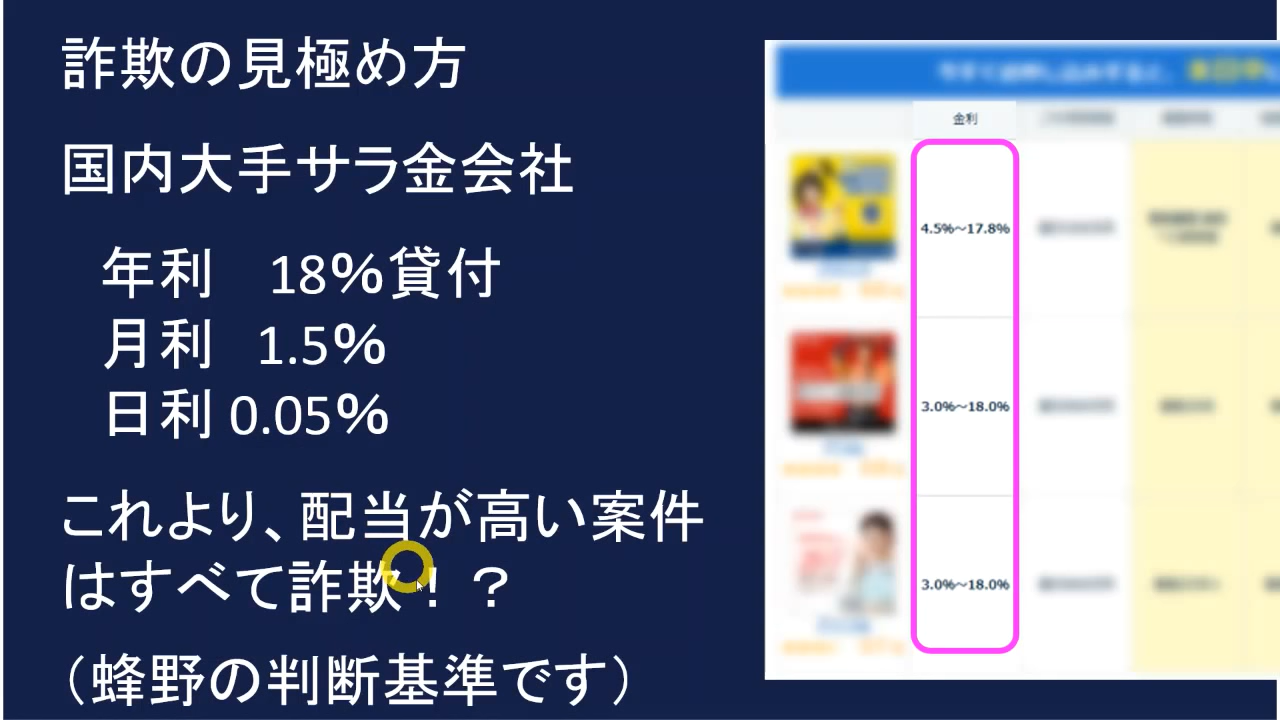 詐欺の見極め方
国内大手サラ金会社
年利　18%貸付
月利 1.5%
日利 0.05%
これより、配当が高い案件
はすべて詐欺！？
（蜂野の判断基準です）
金利
4.5%～17.8%
3.0%～18.0%
3.0%～18.0%